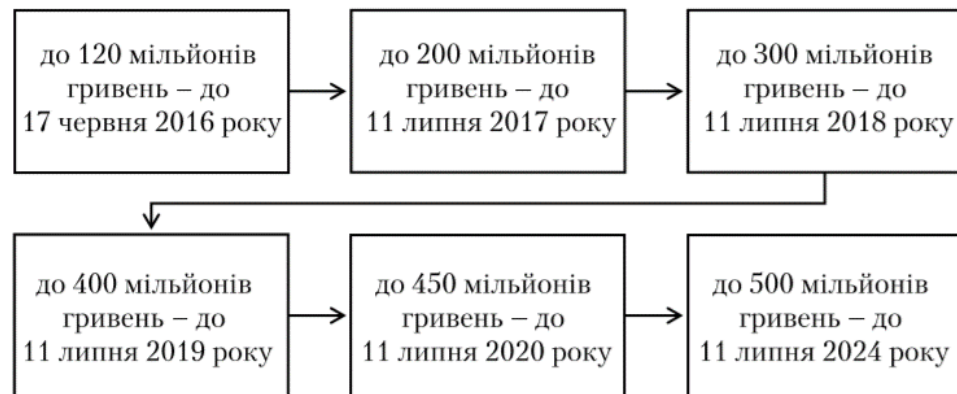 до 120 мільйонів
гривень – до
17 червня 2016 року
до 200 мільйонів
гривень – до
11 липня 2017 року
до 300 мільйонів
гривень – до
11 липня 2018 року
до 400 мільйонів
гривень – до
11 липня 2019 року
до 450 мільйонів
гривень – до
11 липня 2020 року
до 500 мільйонів
гривень – до
11 липня 2024 року